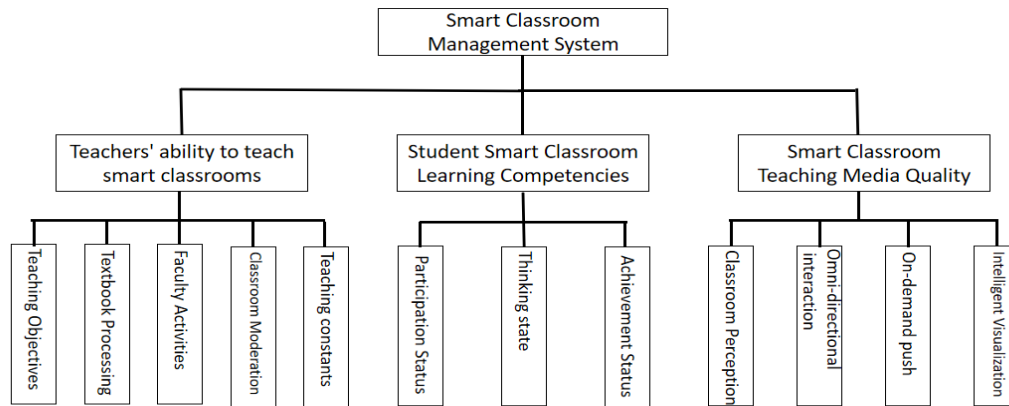 Smart Classroom
Management System
Teachers' ability to teach
smart classrooms
Student Smart Classroom
Learning Competencies
Smart Classroom
Teaching Media Quality
Teaching Objectives
Textbook Processing
Faculty Activities
Classroom Moderation
Teaching constants
Participation Status
Thinking state
Achievement Status
Classroom Perception
Omni-directional
interaction
On-demand push
Intelligent Visualization